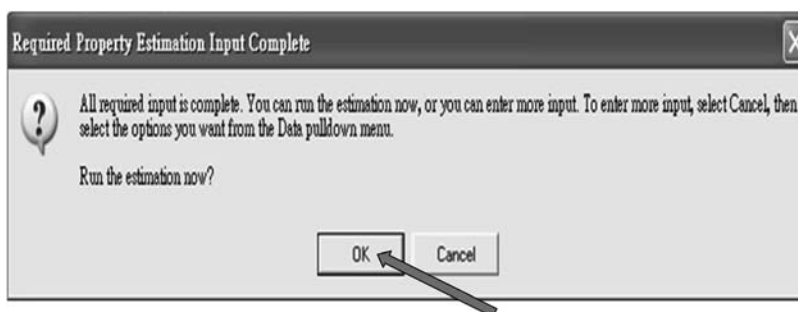 Required Property Estimation Input Complete
All required input is complete. You can run the estimation now, or you can enter more input. To enter more input, select Cancel, then
select the options you want from the Data pulldown menu.
Run the estimation now?
OK Cancel